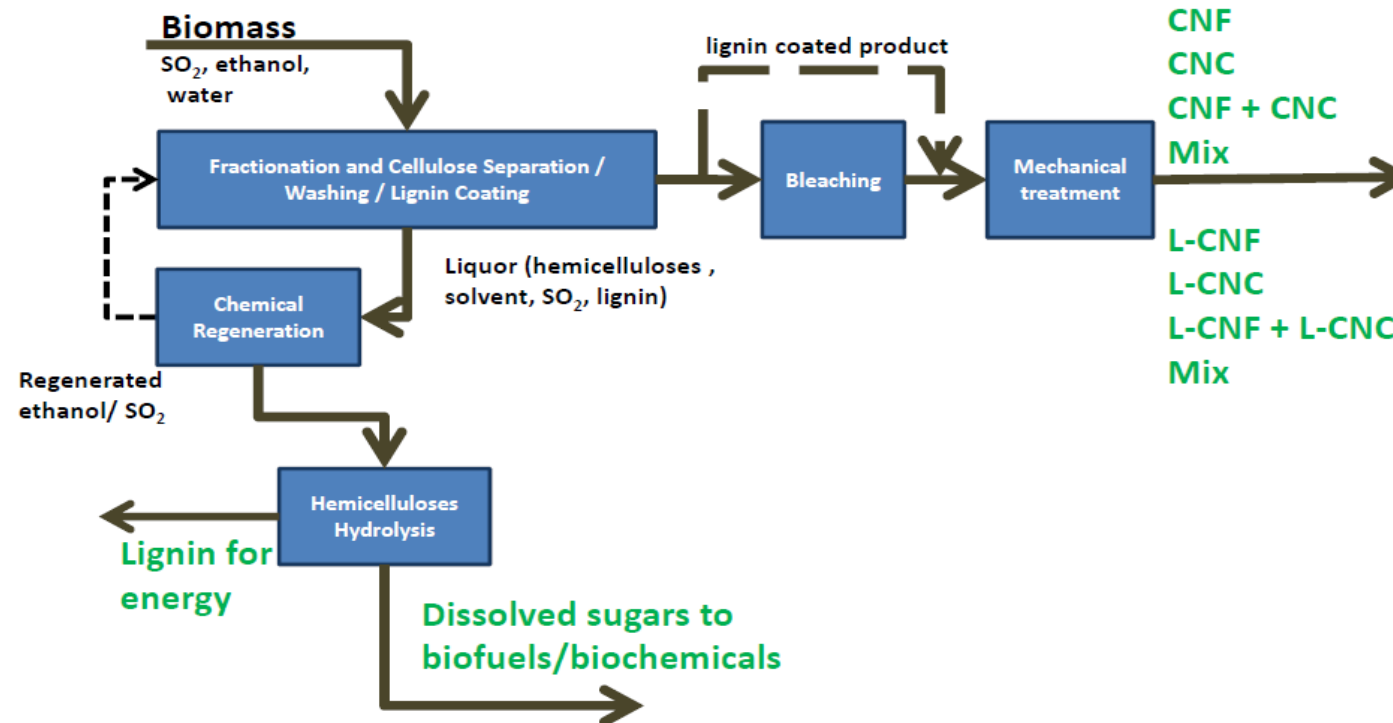 Biomass
SO₂, ethanol,
water
lignin coated product
CNF
CNC
CNF + CNC
Mix
Fractionation and Cellulose Separation /
Washing / Lignin Coating
Bleaching
Mechanical
treatment
L-CNF
L-CNC
L-CNF + L-CNC
Mix
Liquor (hemicelluloses ,
solvent, SO₂, lignin)
Chemical
Regeneration
Regenerated
ethanol/ SO₂
Hemicelluloses
Hydrolysis
Lignin for
energy
Dissolved sugars to
biofuels/biochemicals